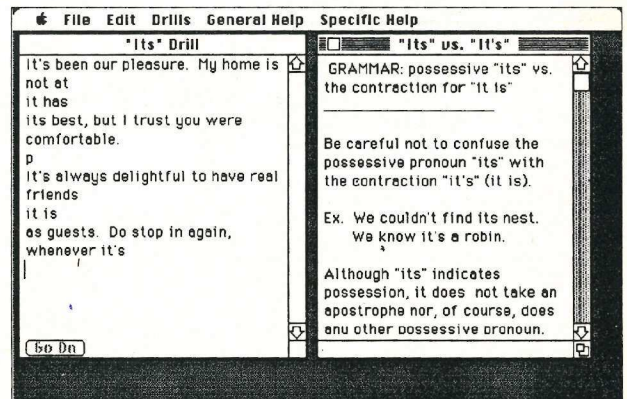 File Edit Drills General Help Specific Help
"Its" Drill
It's been our pleasure. My home is
not at
it has
its best, but I trust you were
comfortable.
p
It's always delightful to have real
friends
it is
as guests. Do stop in again,
whenever it's
Go On
"Its" vs. "It's"
GRAMMAR: possessive "its" vs.
the contraction for "it is"
Be careful not to confuse the
possessive pronoun "its" with
the contraction "it's" (it is).
Ex. We couldn't find its nest.
We know it's a robin.
Although "its" indicates
possession, it does not take an
apostrophe nor, of course, does
any other possessive pronoun.